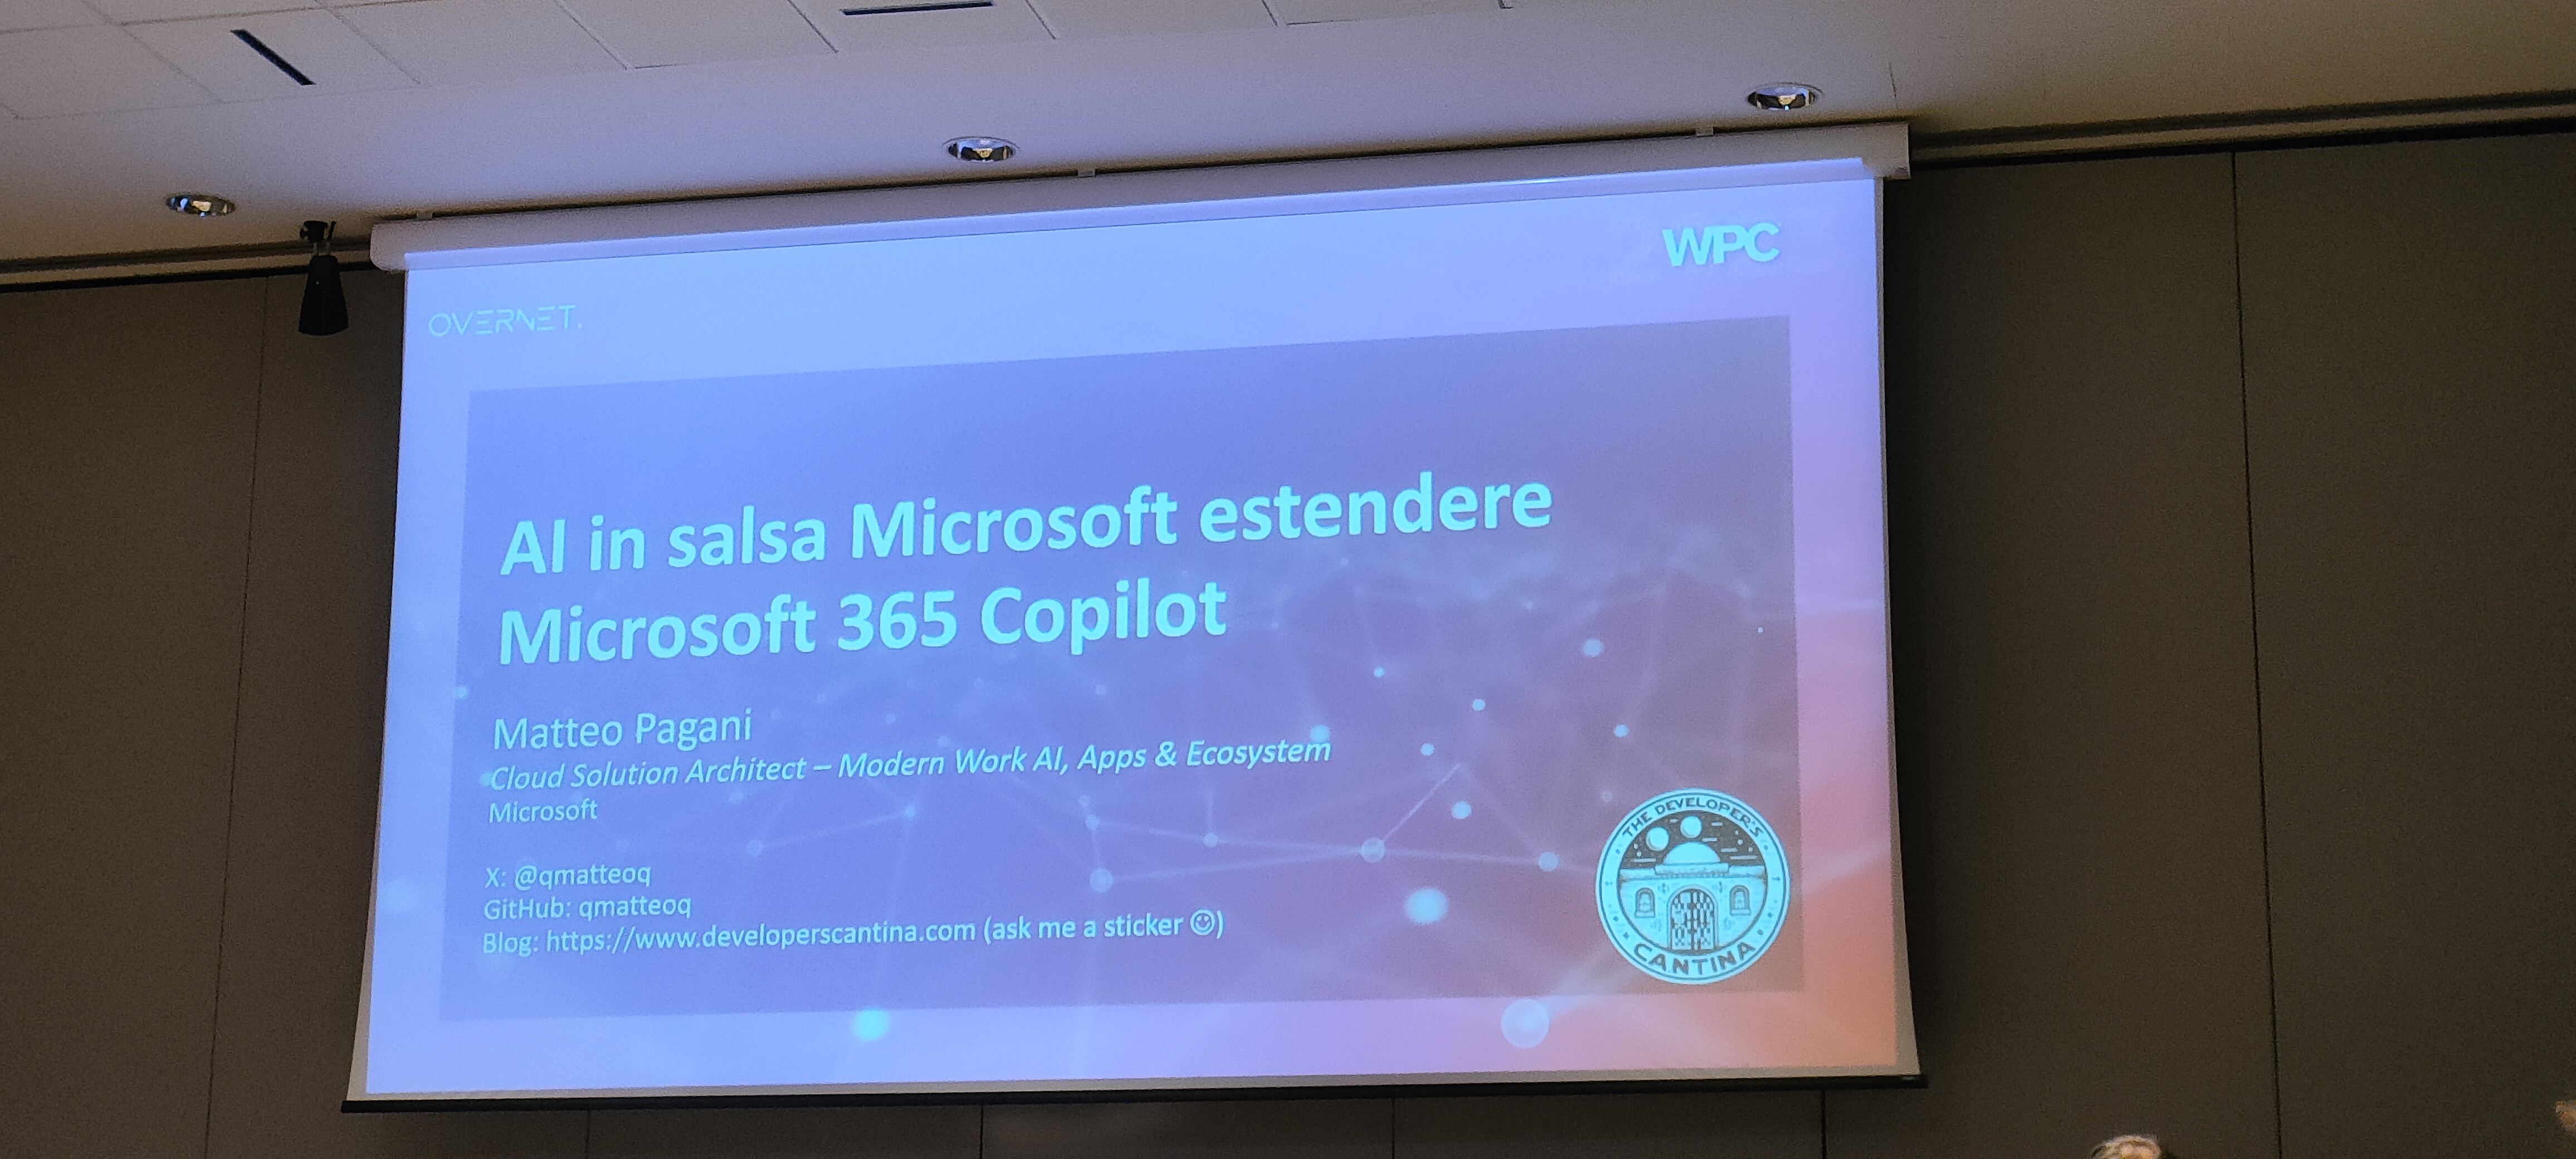 WPC
OVERNET.
AI in salsa Microsoft estendere
Microsoft 365 Copilot
Matteo Pagani
Cloud Solution Architect – Modern Work AI, Apps & Ecosystem
Microsoft
X: @qmatteoq
GitHub: qmatteoq
Blog: https://www.developerscantina.com (ask me a sticker ☺)
THE DEVELOPER'S
CANTINA